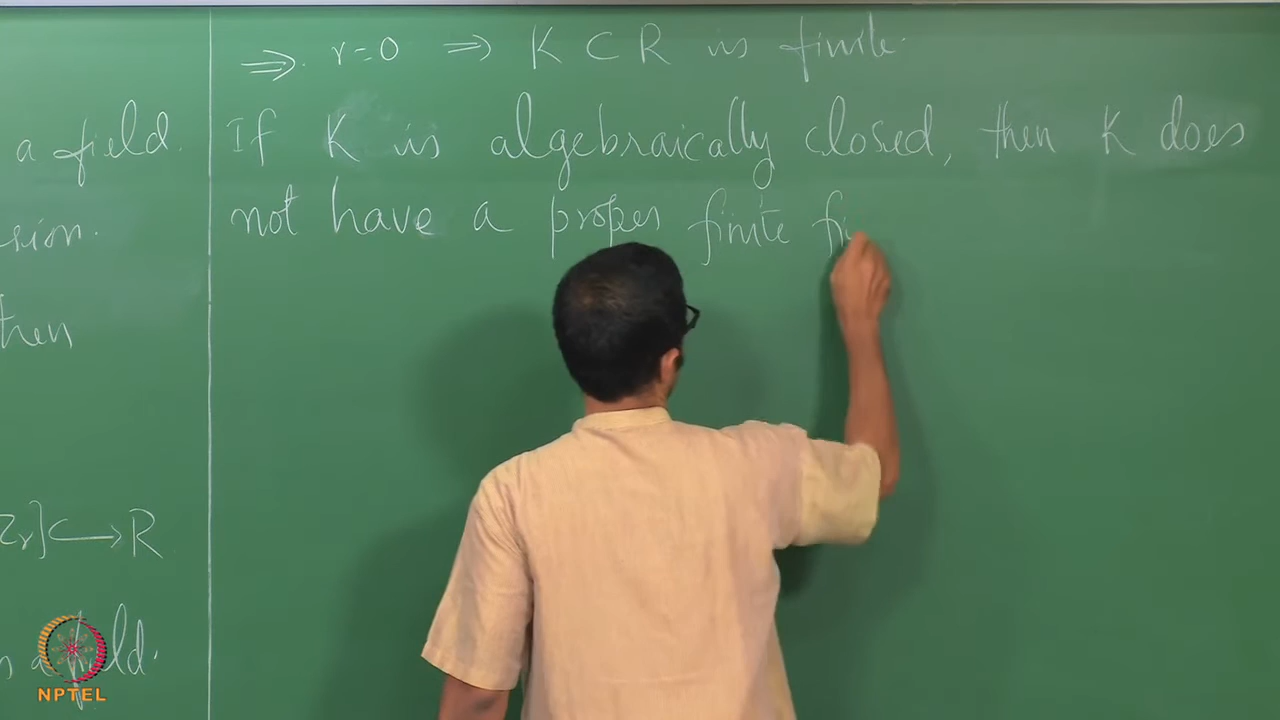 a field.
sion.
then
z_r] ↪ R
a field.
⇒ r=0 ⇒ K ⊂ R is finite.
If K is algebraically closed, then K does
not have a proper finite fi
NPTEL